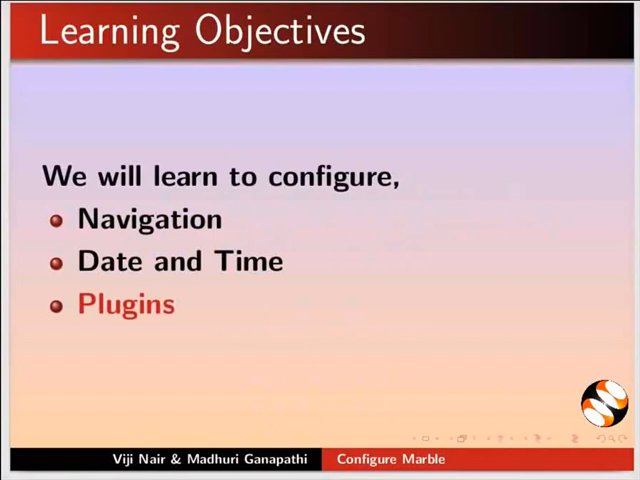 Learning Objectives
We will learn to configure,
Navigation
Date and Time
Plugins
Viji Nair & Madhuri Ganapathi
Configure Marble